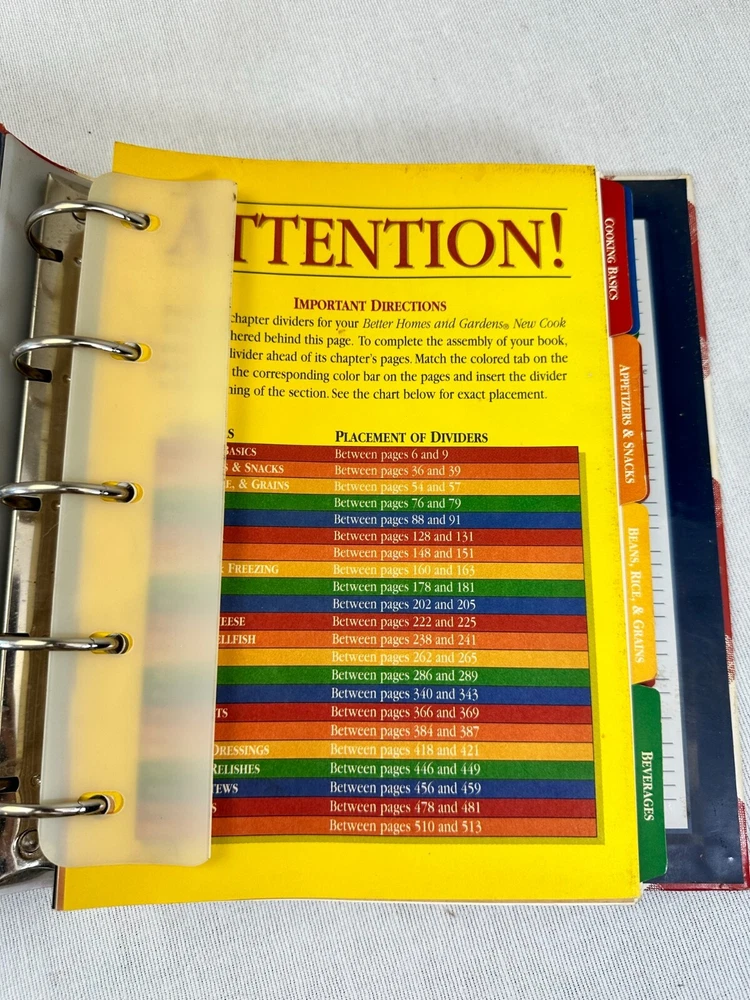 TTENTION!
IMPORTANT DIRECTIONS
chapter dividers for your Better Homes and Gardens® New Cook
hered behind this page. To complete the assembly of your book,
divider ahead of its chapter's pages. Match the colored tab on the
the corresponding color bar on the pages and insert the divider
ning of the section. See the chart below for exact placement.
S PLACEMENT OF DIVIDERS
BASICS Between pages 6 and 9
S & SNACKS Between pages 36 and 39
E, & GRAINS Between pages 54 and 57
Between pages 76 and 79
Between pages 88 and 91
Between pages 128 and 131
Between pages 148 and 151
FREEZING Between pages 160 and 163
Between pages 178 and 181
Between pages 202 and 205
EESE Between pages 222 and 225
ELLFISH Between pages 238 and 241
Between pages 262 and 265
Between pages 286 and 289
Between pages 340 and 343
TS Between pages 366 and 369
Between pages 384 and 387
DRESSINGS Between pages 418 and 421
RELISHES Between pages 446 and 449
TEWS Between pages 456 and 459
S Between pages 478 and 481
Between pages 510 and 513
COOKING BASICS
APPETIZERS & SNACKS
BEANS, RICE, & GRAINS
BEVERAGES